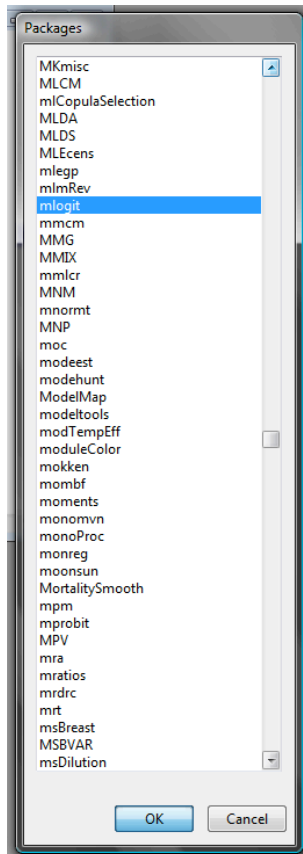 Packages
MKmisc
MLCM
mlCopulaSelection
MLDA
MLDS
MLEcens
mlegp
mlmRev
mlogit
mmcm
MMG
MMIX
mmlcr
MNM
mnormt
MNP
moc
modeest
modehunt
ModelMap
modeltools
modTempEff
moduleColor
mokken
mombf
moments
monomvn
monoProc
monreg
moonsun
MortalitySmooth
mpm
mprobit
MPV
mra
mratios
mrdrc
mrt
msBreast
MSBVAR
msDilution
OK Cancel